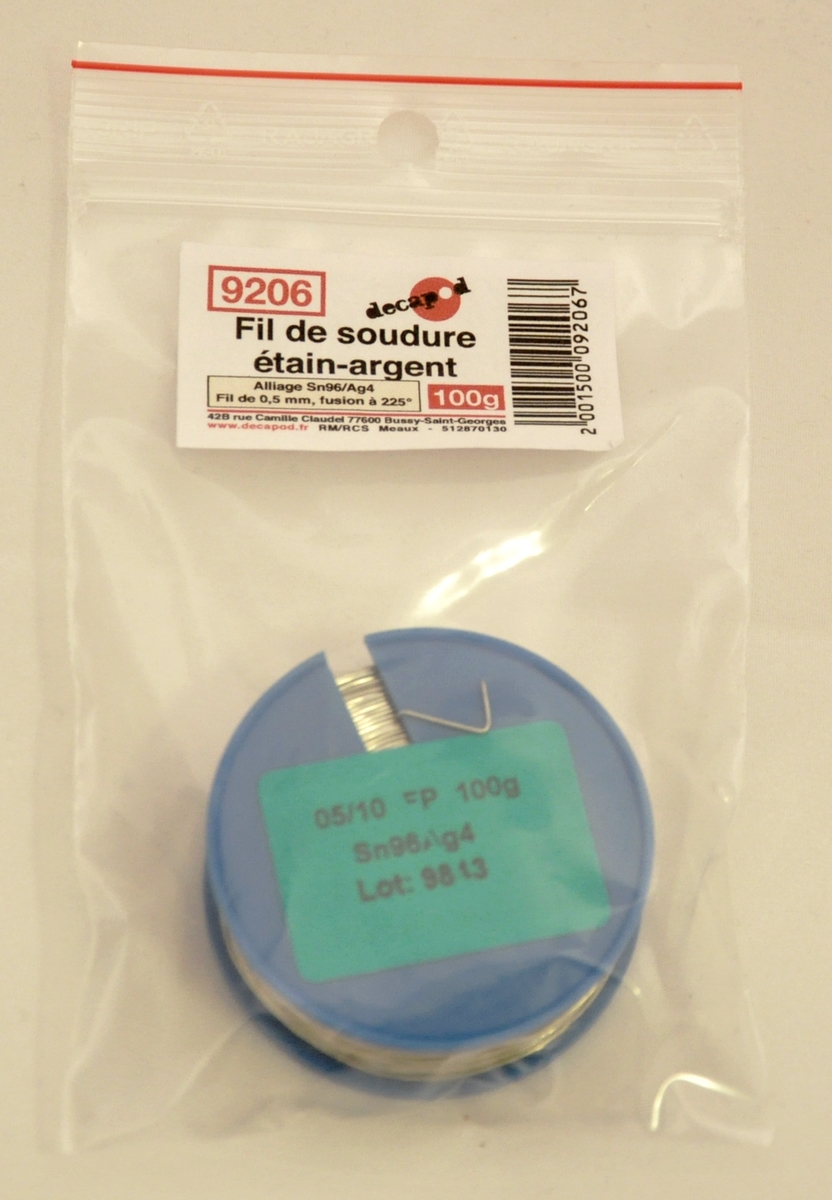 9206
decapod
Fil de soudure
étain-argent
Alliage Sn96/Ag4
Fil de 0,5 mm, fusion à 225°
100g
42B rue Camille Claudel 77600 Bussy-Saint-Georges
www.decapod.fr RM/RCS Meaux - 512870130
2 001500 092067
05/10 FP 100g
Sn96Ag4
Lot: 9813